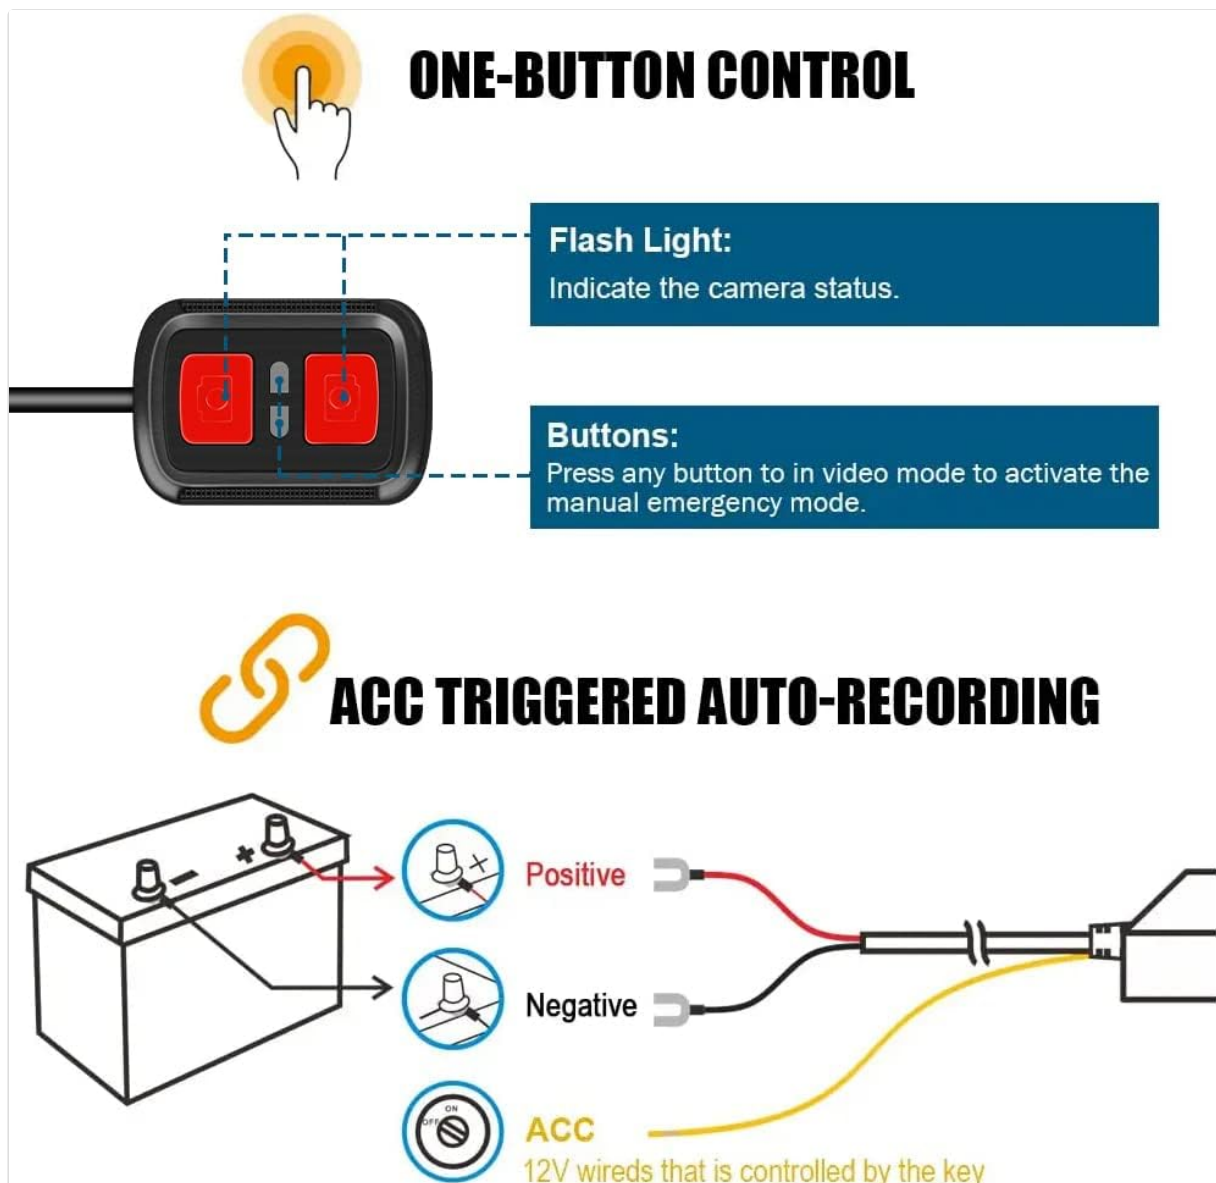 ONE-BUTTON CONTROL
Flash Light:
Indicate the camera status.
Buttons:
Press any button to in video mode to activate the
manual emergency mode.
ACC TRIGGERED AUTO-RECORDING
Positive
Negative
ON
OFF
ACC
12V wireds that is controlled by the key